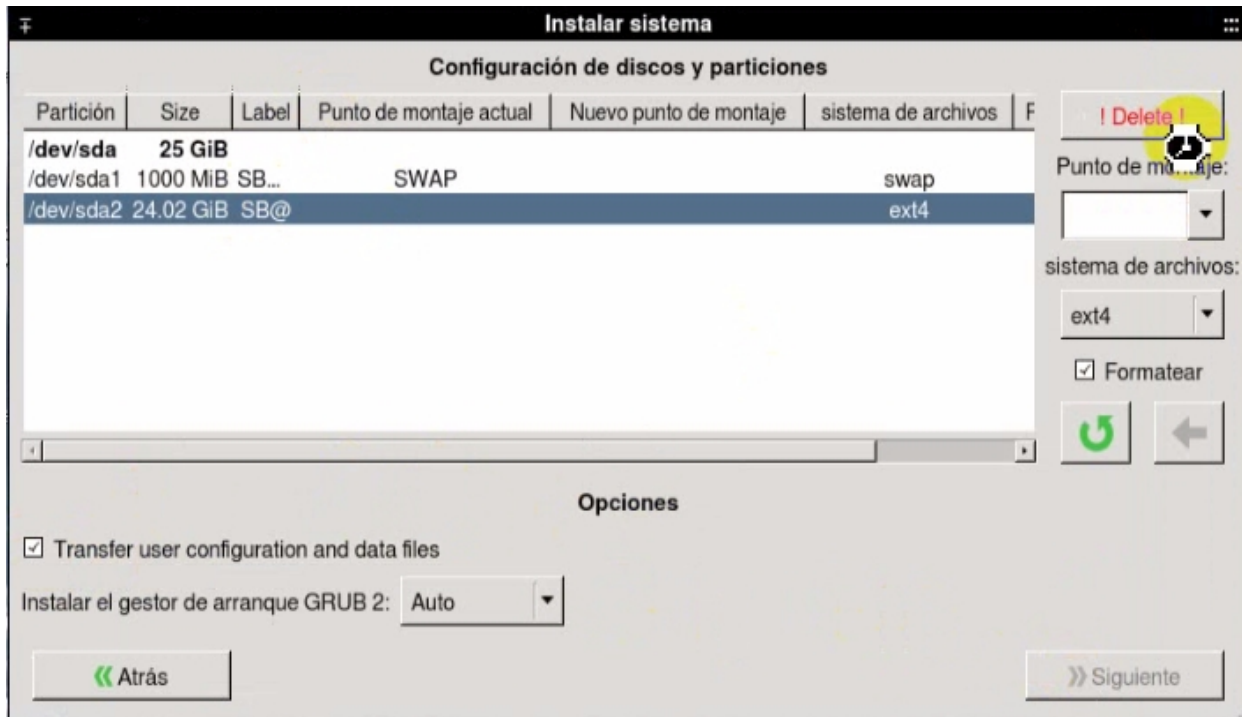 Instalar sistema
Configuración de discos y particiones
Partición Size Label Punto de montaje actual Nuevo punto de montaje sistema de archivos F
! Delete !
/dev/sda 25 GiB
/dev/sda1 1000 MiB SB... SWAP swap
/dev/sda2 24.02 GiB SB@ ext4
Punto de montaje:
sistema de archivos:
ext4
Formatear
Opciones
Transfer user configuration and data files
Instalar el gestor de arranque GRUB 2: Auto
Atrás
Siguiente